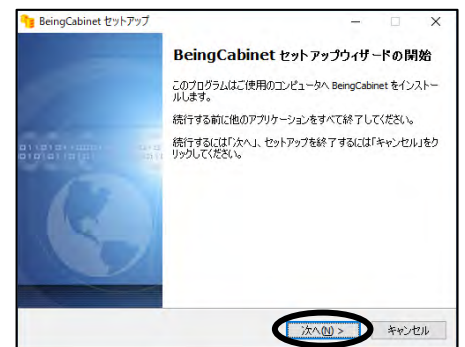 BeingCabinet セットアップ
BeingCabinet セットアップウィザードの開始
このプログラムはご使用のコンピュータへ BeingCabinet をインストー
ルします。
続行する前に他のアプリケーションをすべて終了してください。
続行するには「次へ」、セットアップを終了するには「キャンセル」をク
リックしてください。
次へ(N) >
キャンセル